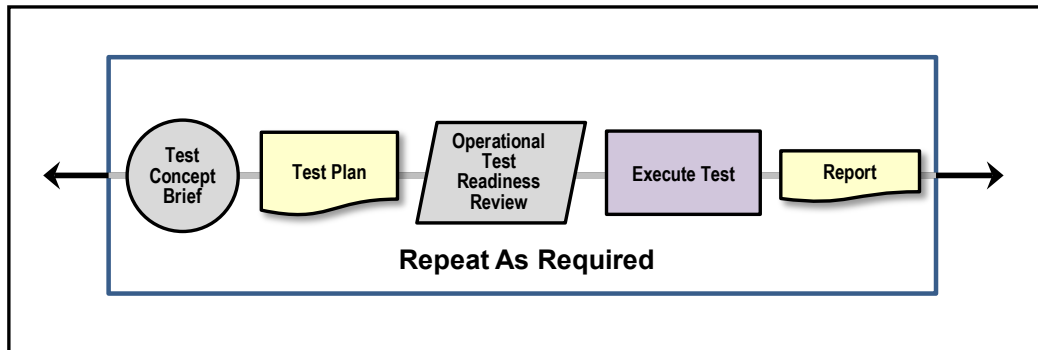 Test
Concept
Brief
Test Plan
Operational
Test
Readiness
Review
Execute Test
Report
Repeat As Required